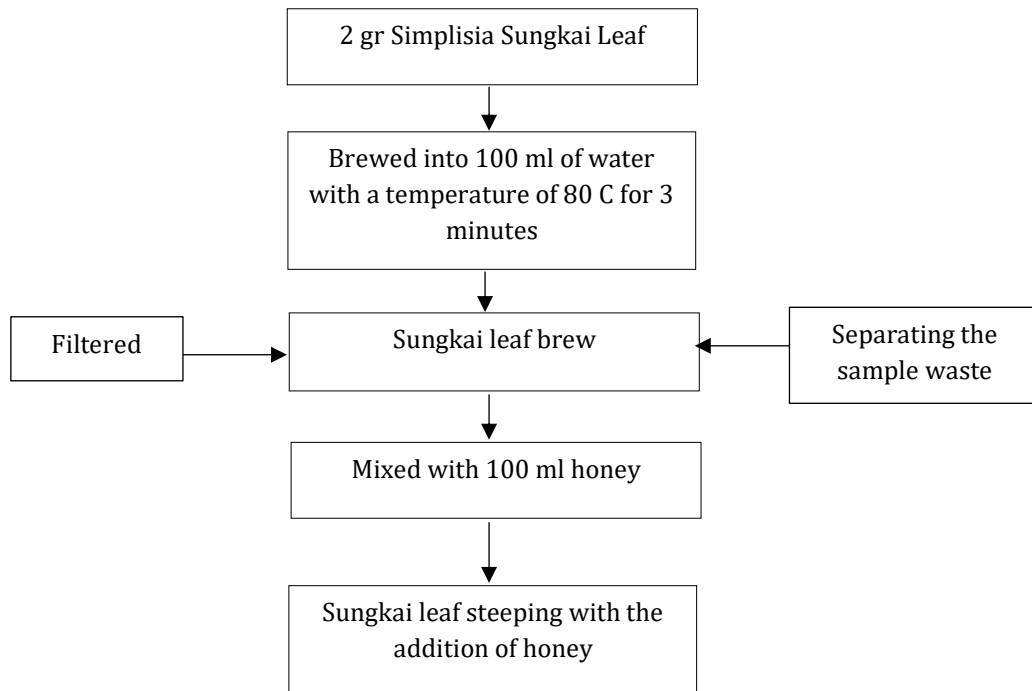 2 gr Simplisia Sungkai Leaf
Brewed into 100 ml of water
with a temperature of 80 C for 3
minutes
Filtered
Sungkai leaf brew
Separating the
sample waste
Mixed with 100 ml honey
Sungkai leaf steeping with the
addition of honey